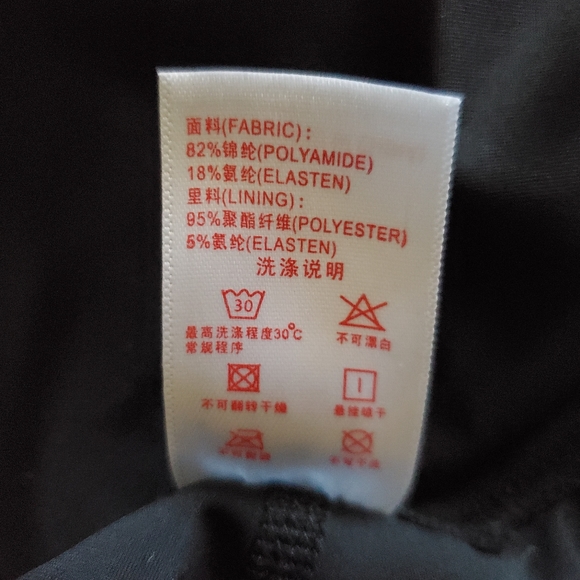 面料(FABRIC):
82%锦纶(POLYAMIDE)
18%氨纶(ELASTEN)
里料(LINING):
95%聚酯纤维(POLYESTER)
5%氨纶(ELASTEN)
洗涤说明
30
最高洗涤程度30°C
常规程序
不可漂白
不可翻转干燥
悬挂晾干